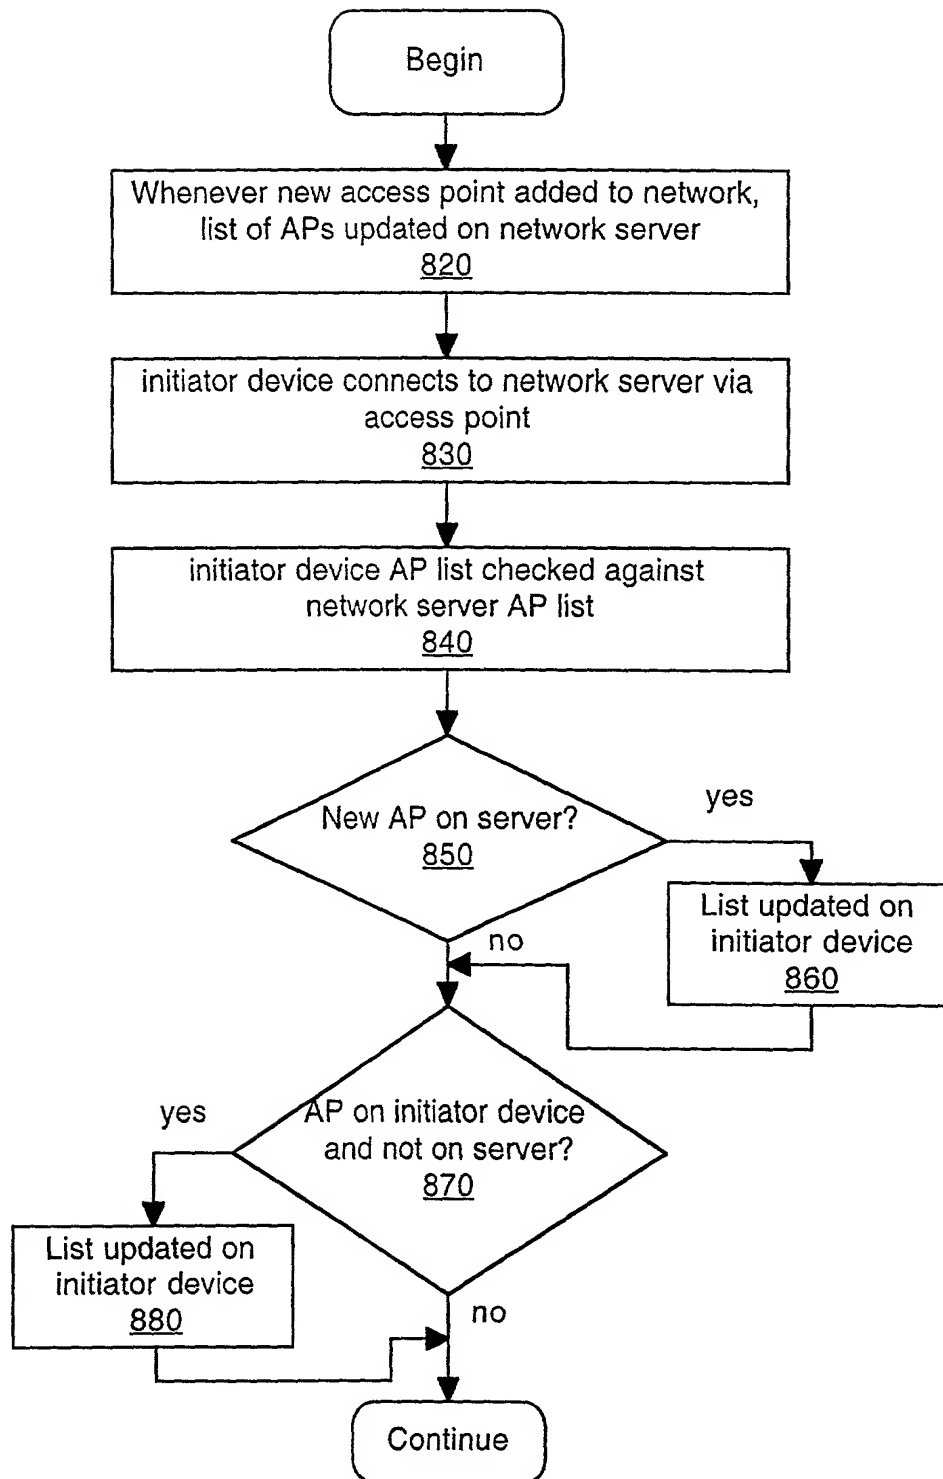 Begin
Whenever new access point added to network,
list of APs updated on network server
820
initiator device connects to network server via
access point
830
initiator device AP list checked against
network server AP list
840
New AP on server?
850
yes
List updated on
initiator device
860
no
AP on initiator device
and not on server?
870
yes
List updated on
initiator device
880
no
Continue